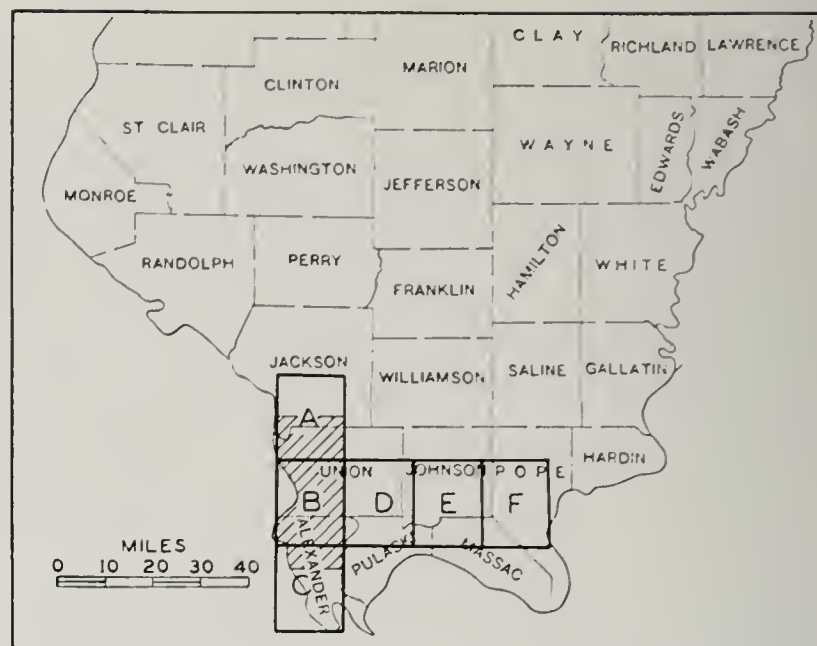 CLAY
RICHLAND LAWRENCE
MARION
CLINTON
ST CLAIR
WAYNE
EDWARDS
WABASH
WASHINGTON
JEFFERSON
MONROE
RANDOLPH
PERRY
HAMILTON
WHITE
FRANKLIN
JACKSON
WILLIAMSON
SALINE
GALLATIN
A
HARDIN
UNION
JOHNSON
POPE
B
D
E
F
ALEXANDER
PULASKI
MASSAC
MILES
0 10 20 30 40
C